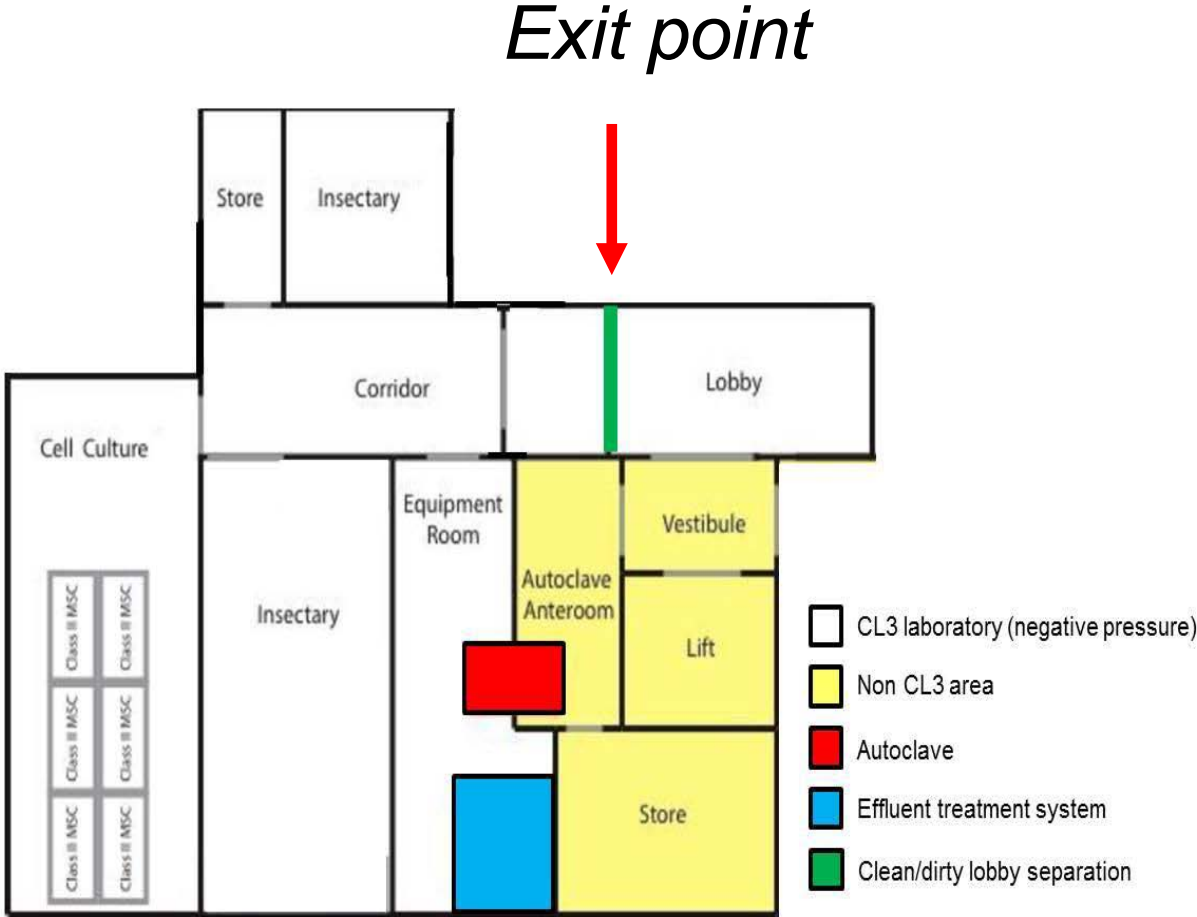 Exit point
Store
Insectary
Corridor
Lobby
Cell Culture
Equipment
Room
Vestibule
Autoclave
Anteroom
Insectary
Lift
Class II MSC
Class II MSC
Class II MSC
Class II MSC
Class II MSC
Class II MSC
Store
CL3 laboratory (negative pressure)
Non CL3 area
Autoclave
Effluent treatment system
Clean/dirty lobby separation